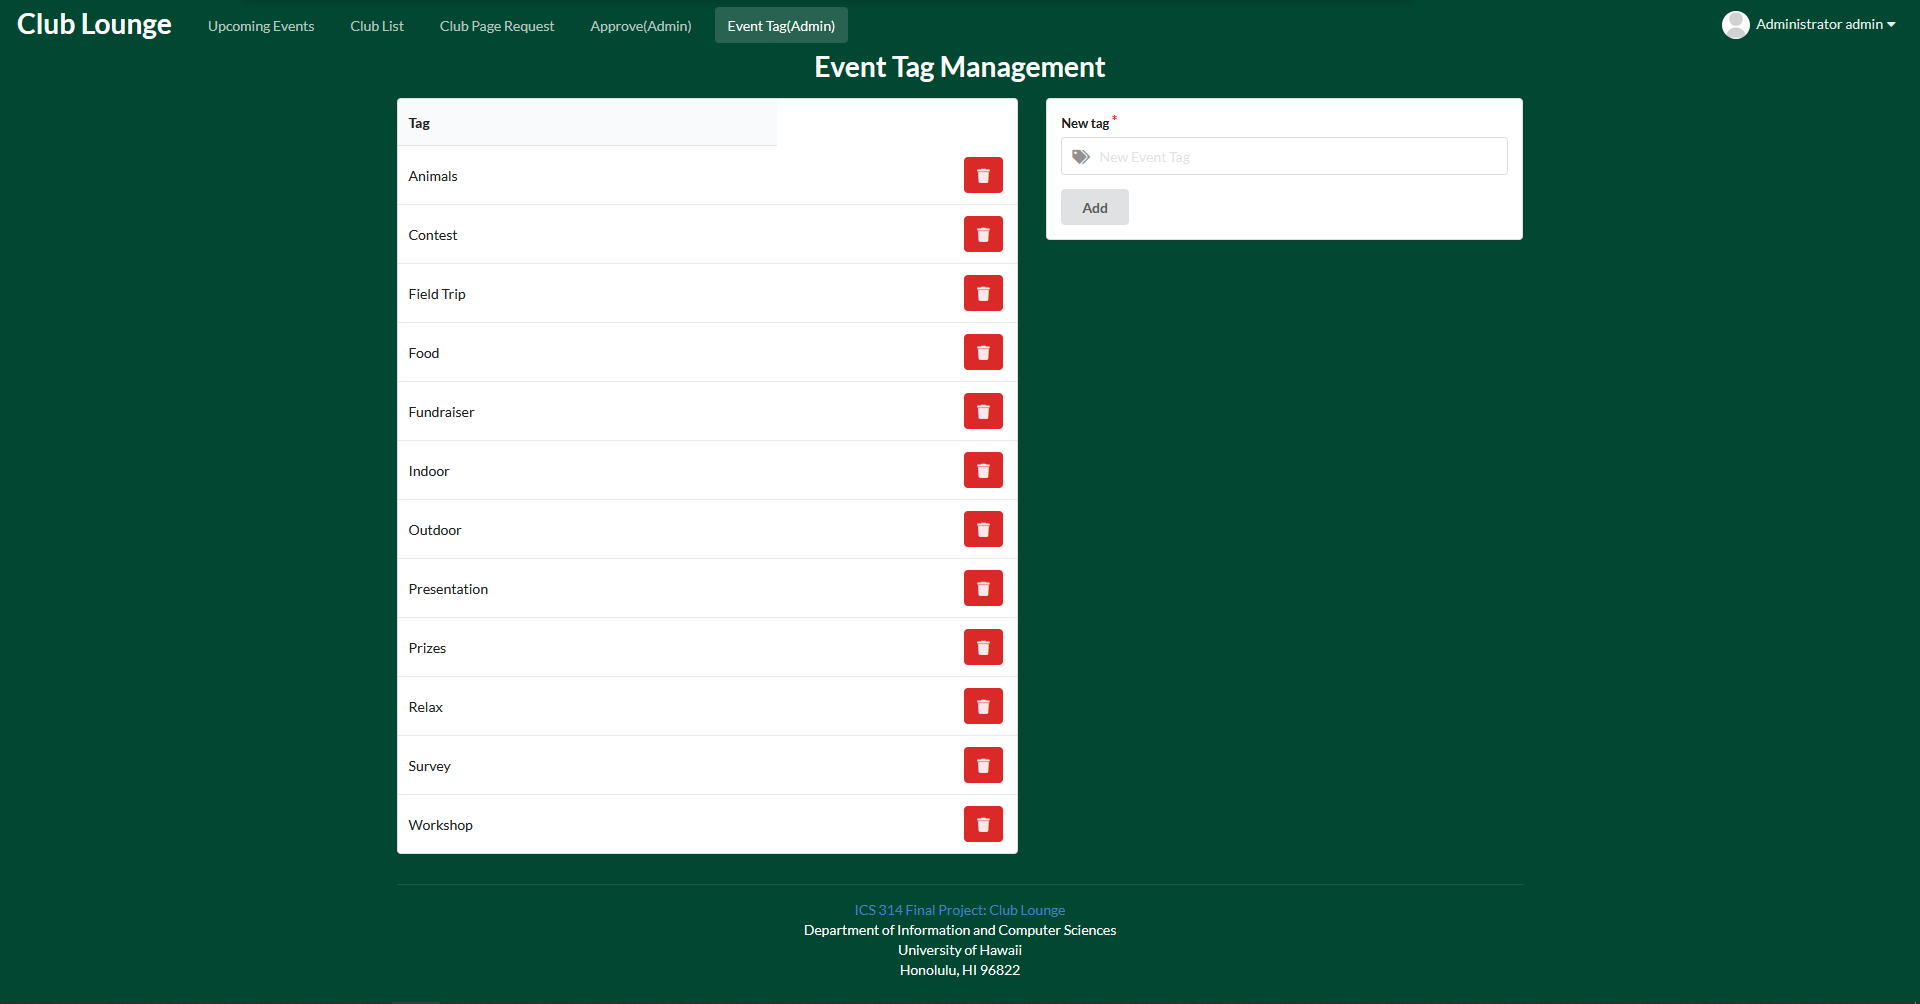 Club Lounge
Upcoming Events
Club List
Club Page Request
Approve(Admin)
Event Tag(Admin)
Administrator admin
Event Tag Management
Tag
Animals
Contest
Field Trip
Food
Fundraiser
Indoor
Outdoor
Presentation
Prizes
Relax
Survey
Workshop
New tag *
New Event Tag
Add
ICS 314 Final Project: Club Lounge
Department of Information and Computer Sciences
University of Hawaii
Honolulu, HI 96822